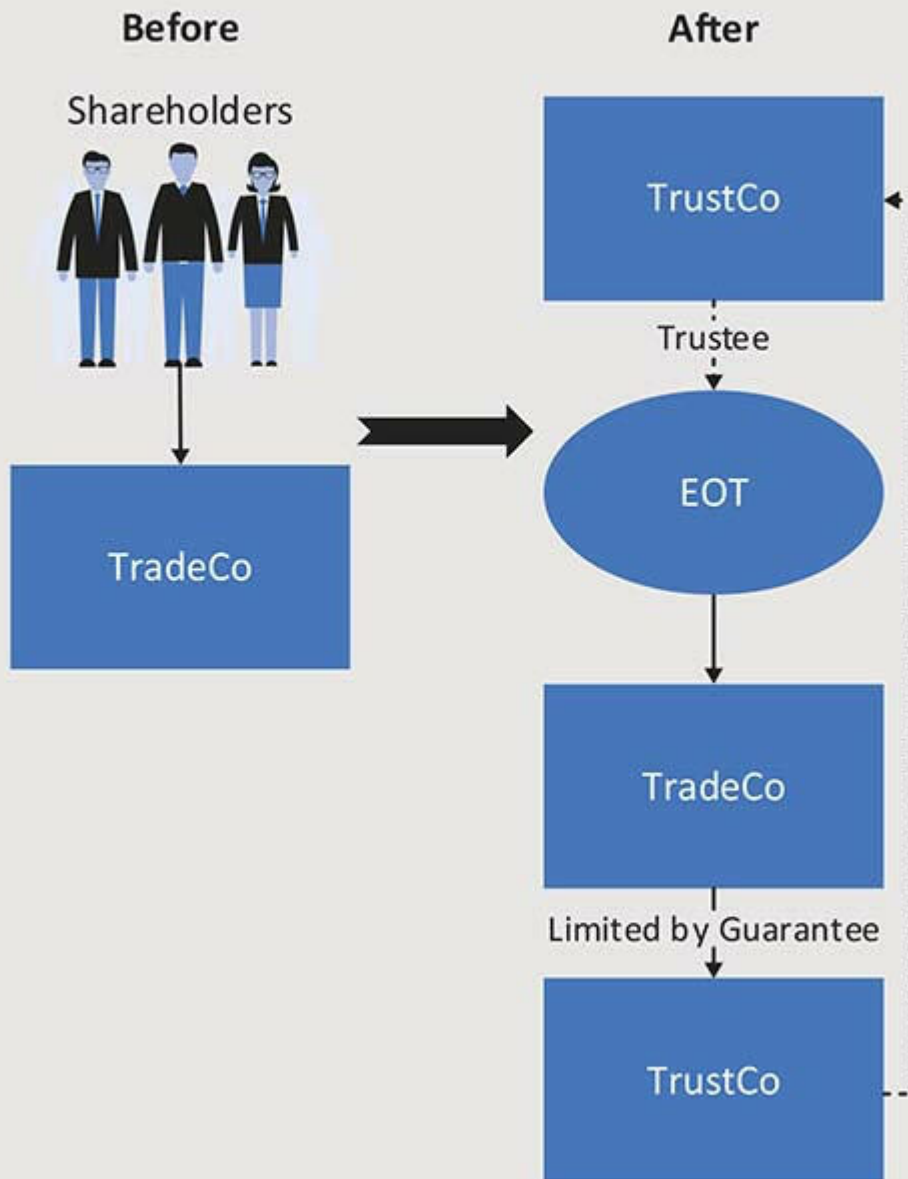 Before
Shareholders
TradeCo
After
TrustCo
Trustee
EOT
TradeCo
Limited by Guarantee
TrustCo